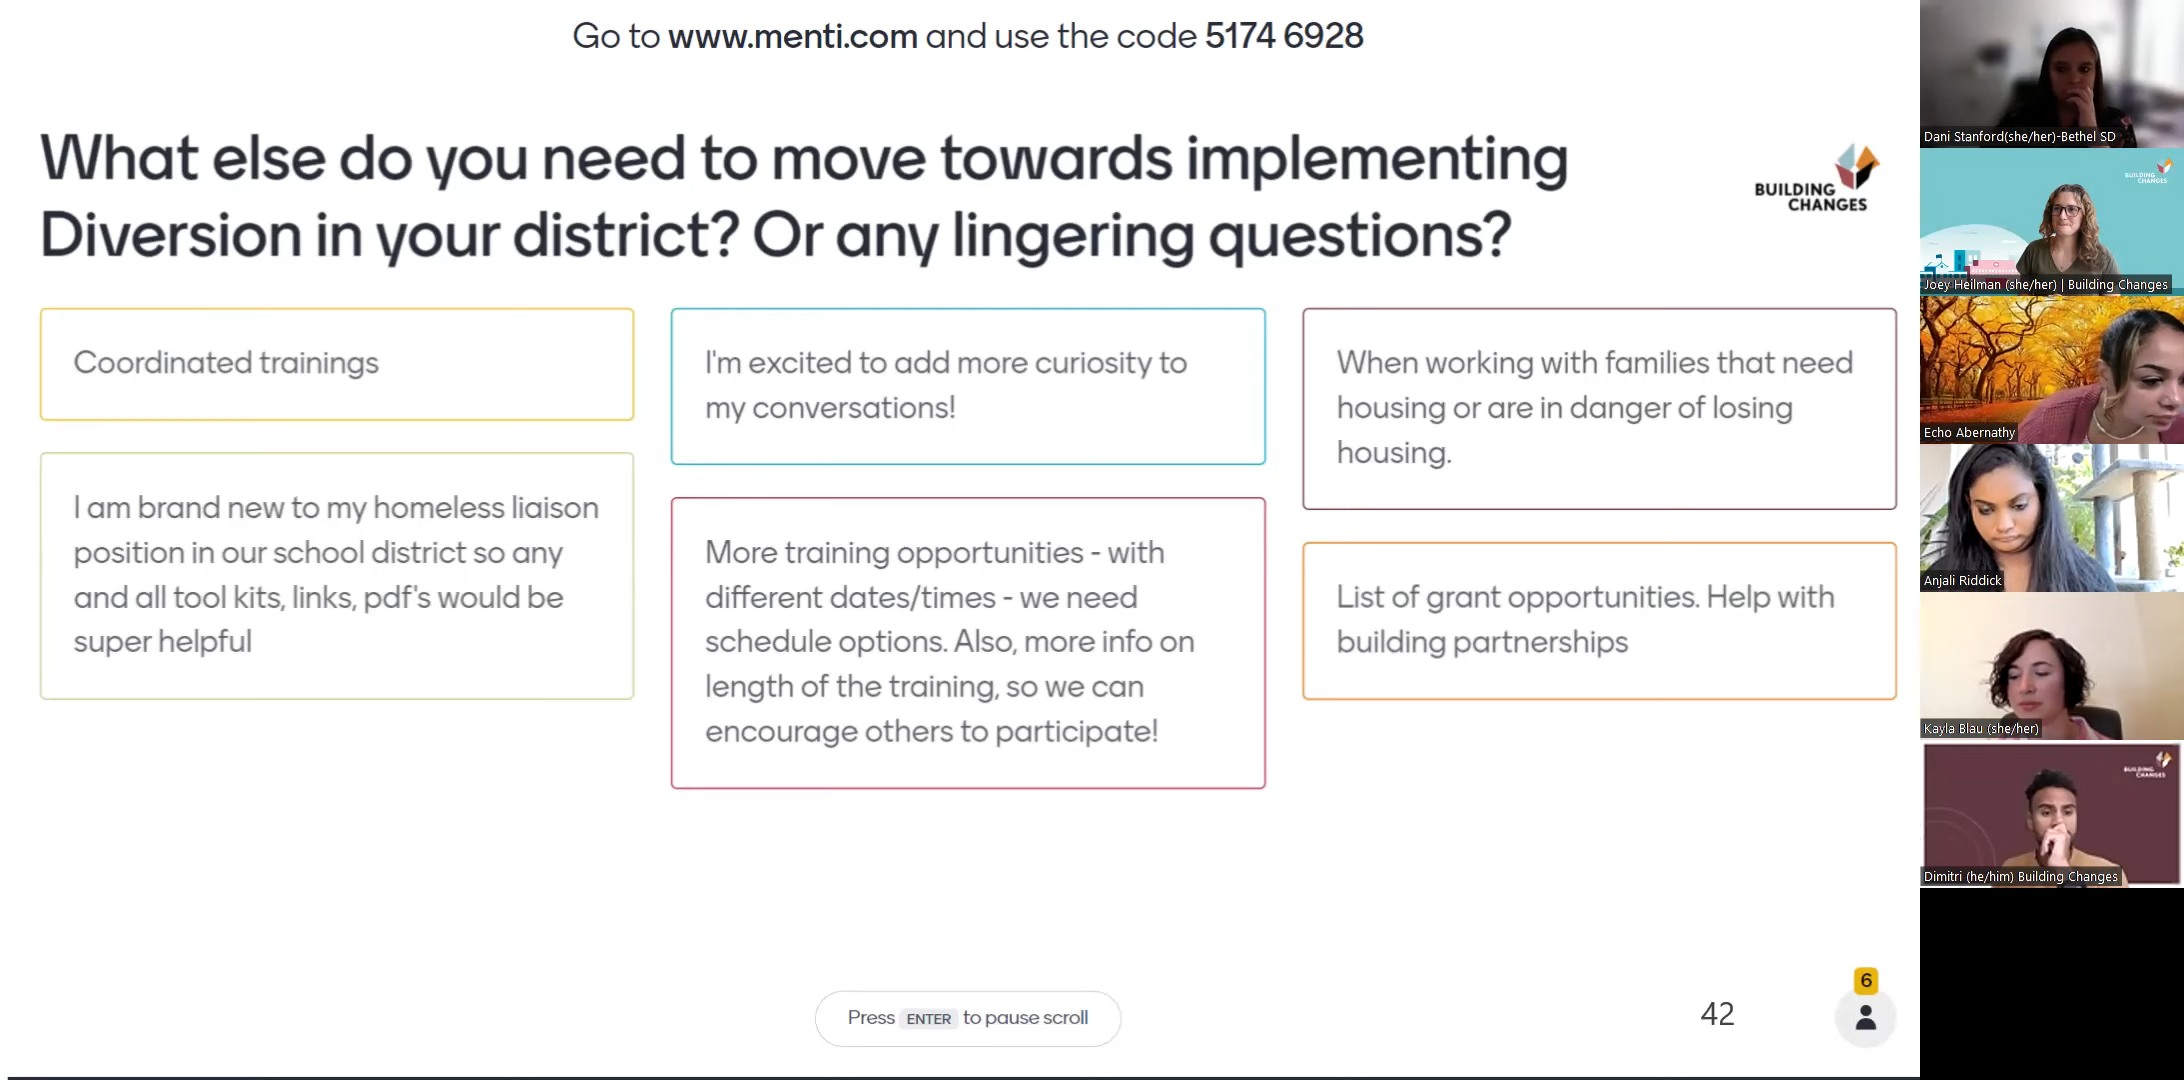 Go to www.menti.com and use the code 5174 6928
What else do you need to move towards implementing
Diversion in your district? Or any lingering questions?
BUILDING
CHANGES
Coordinated trainings
I am brand new to my homeless liaison
position in our school district so any
and all tool kits, links, pdf's would be
super helpful
I'm excited to add more curiosity to
my conversations!
More training opportunities - with
different dates/times - we need
schedule options. Also, more info on
length of the training, so we can
encourage others to participate!
When working with families that need
housing or are in danger of losing
housing.
List of grant opportunities. Help with
building partnerships
Press ENTER to pause scroll
42
6
Dani Stanford(she/her)-Bethel SD
BUILDING
CHANGES
Joey Heilman (she/her) | Building Changes
Echo Abernathy
Anjali Riddick
Kayla Blau (she/her)
BUILDING
CHANGES
Dimitri (he/him) Building Changes